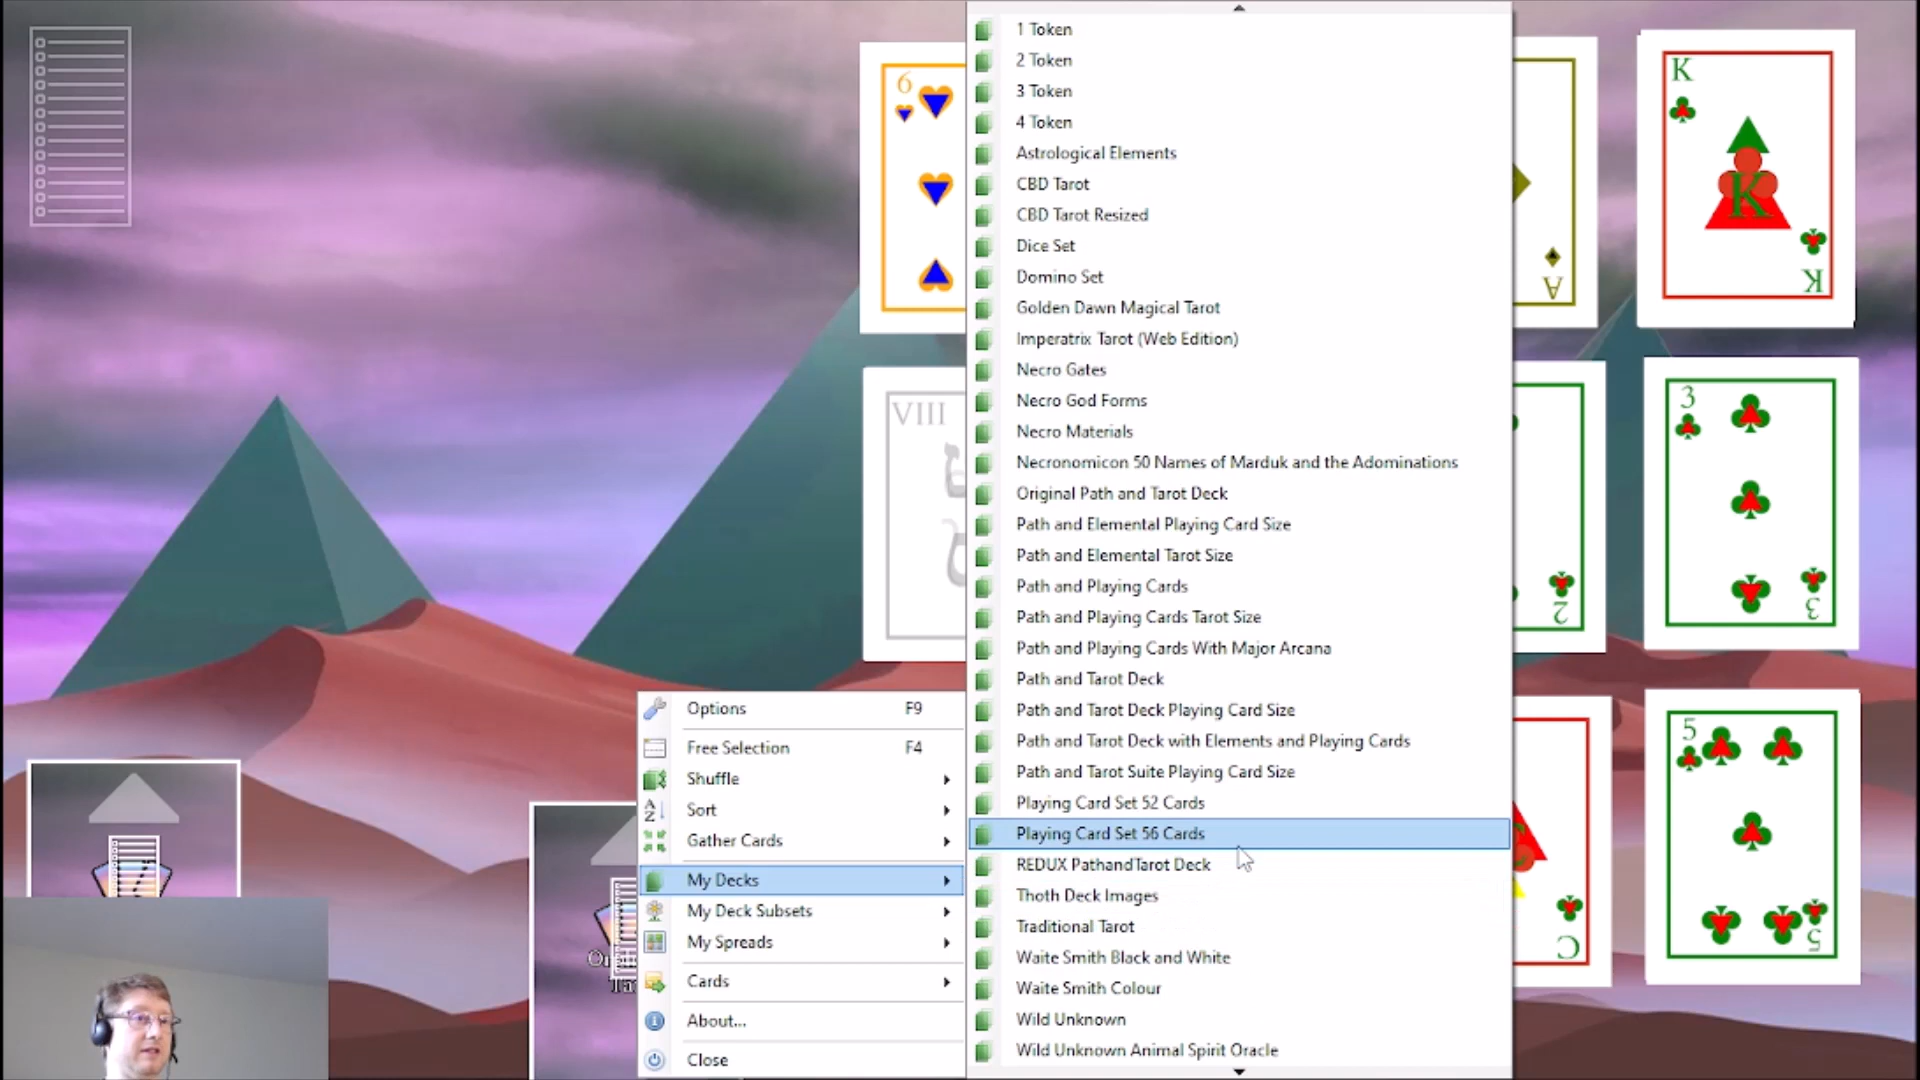 6
VIII
A
K
K
K
2
3
3
C
5
5
Options F9
Free Selection F4
Shuffle
Sort
Gather Cards
My Decks
My Deck Subsets
My Spreads
Cards
About...
Close
1 Token
2 Token
3 Token
4 Token
Astrological Elements
CBD Tarot
CBD Tarot Resized
Dice Set
Domino Set
Golden Dawn Magical Tarot
Imperatrix Tarot (Web Edition)
Necro Gates
Necro God Forms
Necro Materials
Necronomicon 50 Names of Marduk and the Adominations
Original Path and Tarot Deck
Path and Elemental Playing Card Size
Path and Elemental Tarot Size
Path and Playing Cards
Path and Playing Cards Tarot Size
Path and Playing Cards With Major Arcana
Path and Tarot Deck
Path and Tarot Deck Playing Card Size
Path and Tarot Deck with Elements and Playing Cards
Path and Tarot Suite Playing Card Size
Playing Card Set 52 Cards
Playing Card Set 56 Cards
REDUX PathandTarot Deck
Thoth Deck Images
Traditional Tarot
Waite Smith Black and White
Waite Smith Colour
Wild Unknown
Wild Unknown Animal Spirit Oracle